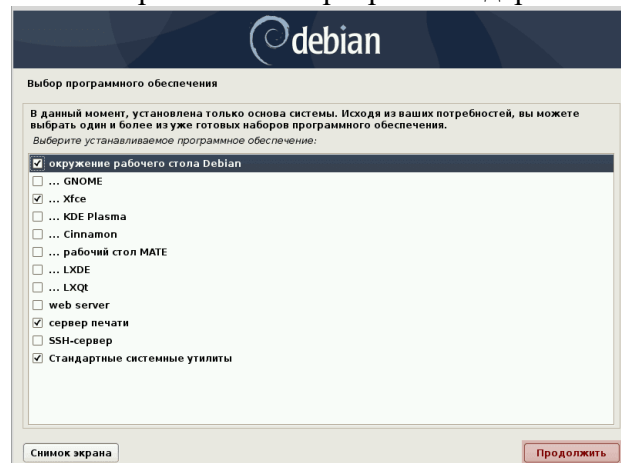 debian
Выбор программного обеспечения
В данный момент, установлена только основа системы. Исходя из ваших потребностей, вы можете
выбрать один и более из уже готовых наборов программного обеспечения.
Выберите устанавливаемое программное обеспечение:
окружение рабочего стола Debian
... GNOME
... Xfce
... KDE Plasma
... Cinnamon
... рабочий стол MATE
... LXDE
... LXQt
web server
сервер печати
SSH-сервер
Стандартные системные утилиты
Снимок экрана
Продолжить